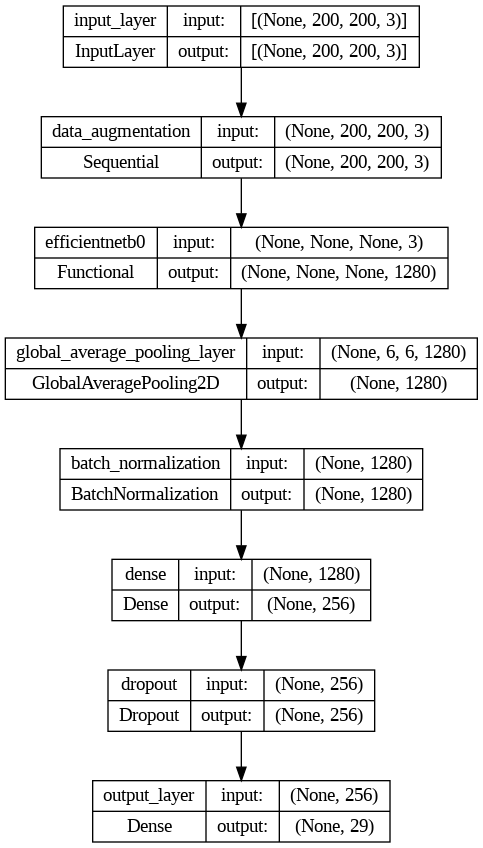 input_layer input: [(None, 200, 200, 3)]
InputLayer output: [(None, 200, 200, 3)]
data_augmentation input: (None, 200, 200, 3)
Sequential output: (None, 200, 200, 3)
efficientnetb0 input: (None, None, None, 3)
Functional output: (None, None, None, 1280)
global_average_pooling_layer input: (None, 6, 6, 1280)
GlobalAveragePooling2D output: (None, 1280)
batch_normalization input: (None, 1280)
BatchNormalization output: (None, 1280)
dense input: (None, 1280)
Dense output: (None, 256)
dropout input: (None, 256)
Dropout output: (None, 256)
output_layer input: (None, 256)
Dense output: (None, 29)